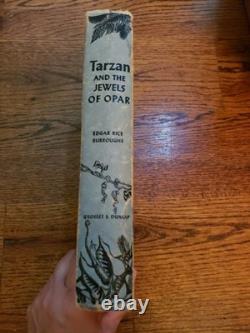 Tarzan
AND THE
JEWELS
OF OPAR
EDGAR RICE
BURROUGHS
GROSSET & DUNLAP